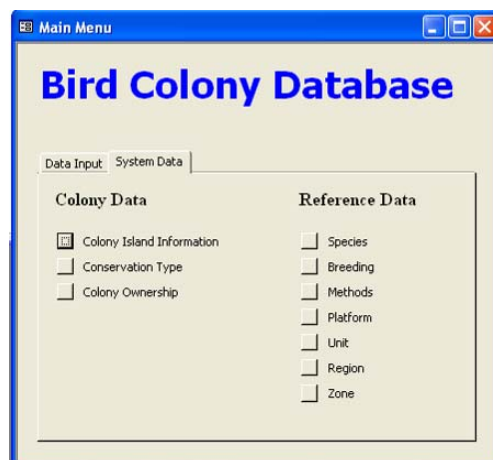 Main Menu
Bird Colony Database
Data Input
System Data
Colony Data
Colony Island Information
Conservation Type
Colony Ownership
Reference Data
Species
Breeding
Methods
Platform
Unit
Region
Zone